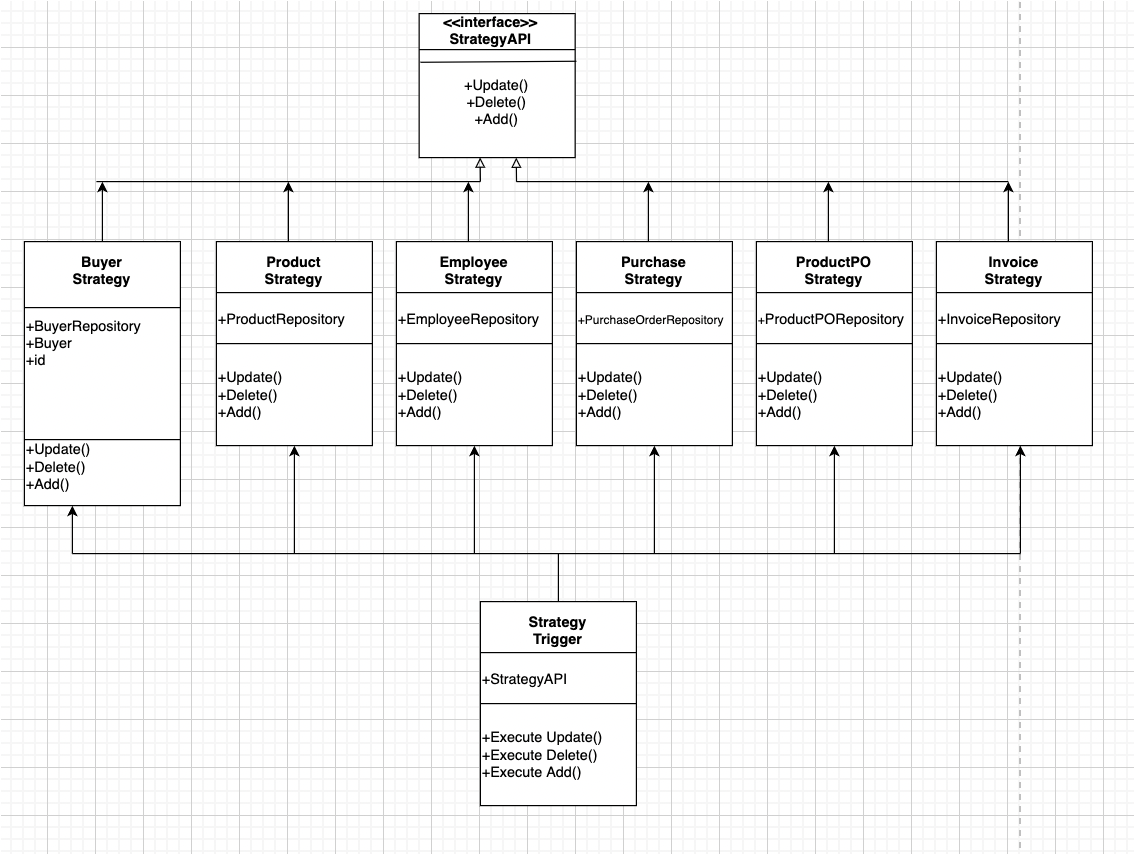 <<interface>>
StrategyAPI
+Update()
+Delete()
+Add()
Buyer
Strategy
+BuyerRepository
+Buyer
+id
+Update()
+Delete()
+Add()
Product
Strategy
+ProductRepository
+Update()
+Delete()
+Add()
Employee
Strategy
+EmployeeRepository
+Update()
+Delete()
+Add()
Purchase
Strategy
+PurchaseOrderRepository
+Update()
+Delete()
+Add()
ProductPO
Strategy
+ProductPORepository
+Update()
+Delete()
+Add()
Invoice
Strategy
+InvoiceRepository
+Update()
+Delete()
+Add()
Strategy
Trigger
+StrategyAPI
+Execute Update()
+Execute Delete()
+Execute Add()